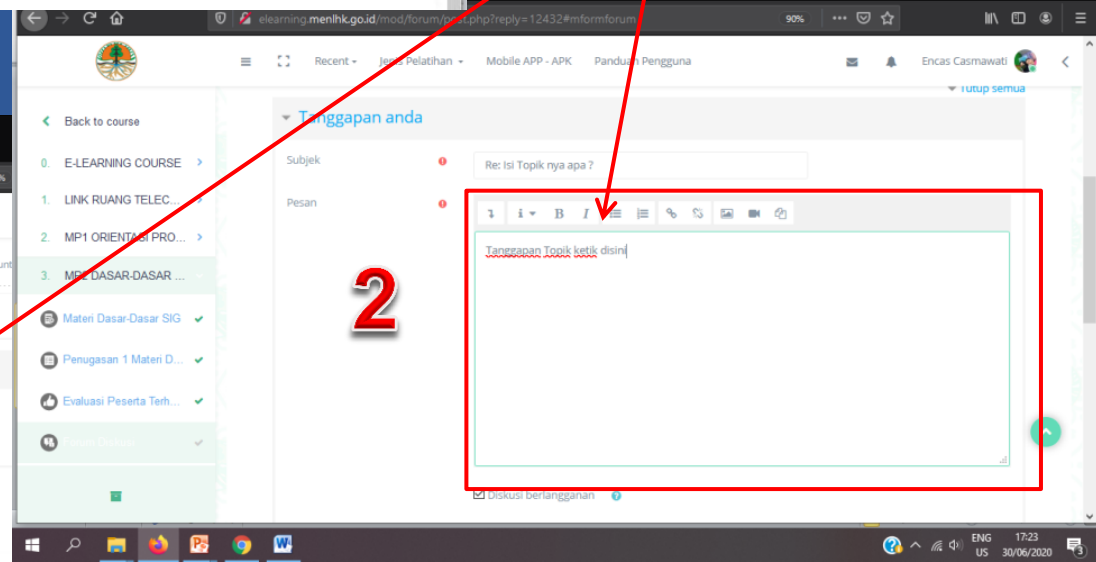 elearning.menlhk.go.id/mod/forum/post.php?reply=12432#mformforum
90%
Recent
Jenis Pelatihan
Mobile APP - APK
Panduan Pengguna
Encas Casmawati
Tutup semua
Back to course
Tanggapan anda
0. E-LEARNING COURSE
Subjek
Re: Isi Topik nya apa ?
1. LINK RUANG TELEC...
Pesan
B I
2. MP1 ORIENTASI PRO...
Tanggapan Topik ketik disini
3. MP2 DASAR-DASAR ...
2
Materi Dasar-Dasar SIG
Penugasan 1 Materi D...
Evaluasi Peserta Terh...
Diskusi berlangganan
ENG
US
17:23
30/06/2020
3